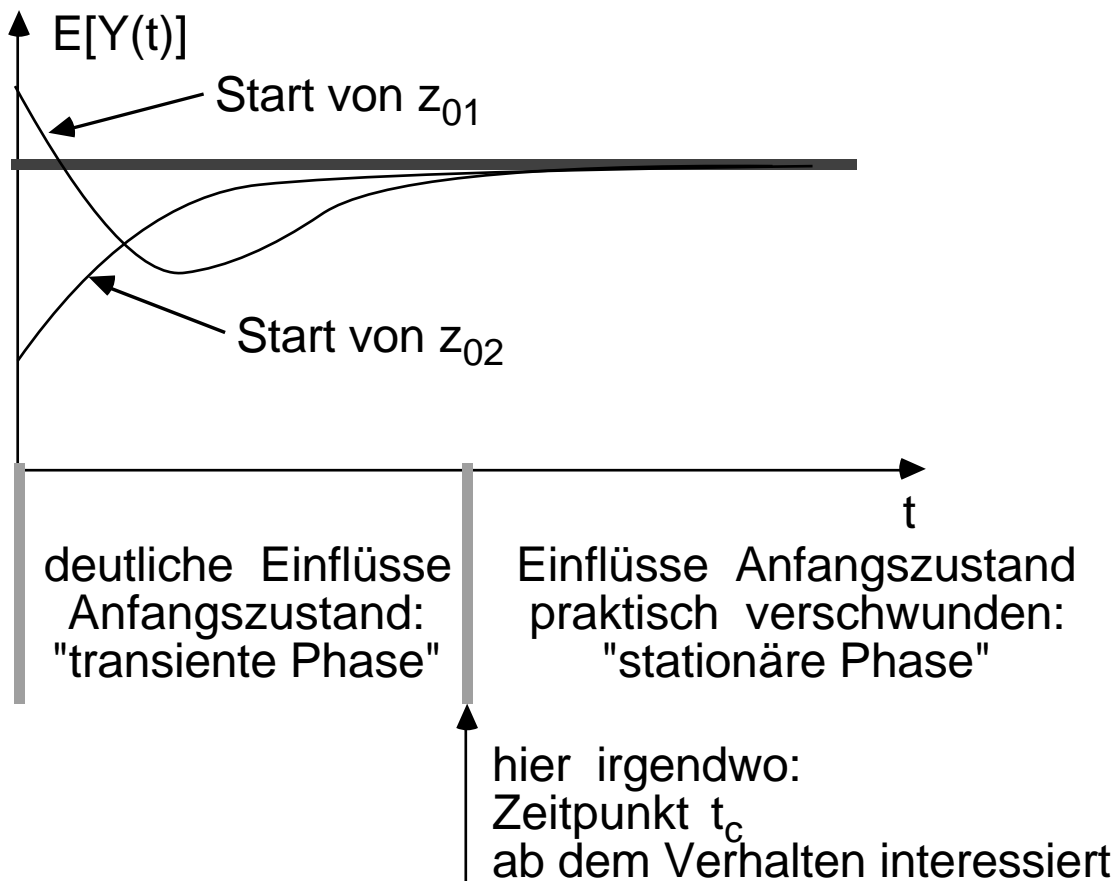 E[Y(t)]
Start von z₀₁
Start von z₀₂
t
deutliche Einflüsse
Anfangszustand:
"transiente Phase"
Einflüsse Anfangszustand
praktisch verschwunden:
"stationäre Phase"
hier irgendwo:
Zeitpunkt t_c
ab dem Verhalten interessiert